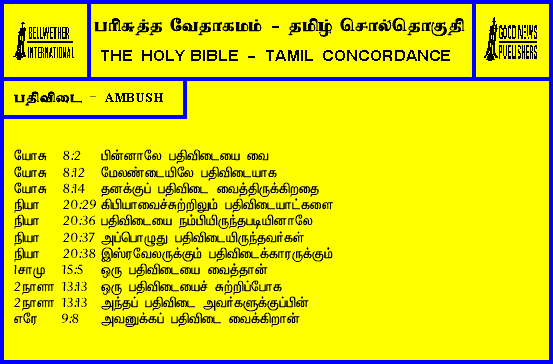 BELLWETHER
INTERNATIONAL
பரிசுத்த வேதாகமம் - தமிழ் சொல்தொகுதி
THE HOLY BIBLE - TAMIL CONCORDANCE
GOOD NEWS
PUBLISHERS
பதிவிடை - AMBUSH
யோசு 8:2 பின்னாலே பதிவிடையை வை
யோசு 8:12 மேலண்டையிலே பதிவிடையாக
யோசு 8:14 தனக்குப் பதிவிடை வைத்திருக்கிறதை
நியா 20:29 கிபியாவைச்சுற்றிலும் பதிவிடையாட்களை
நியா 20:36 பதிவிடையை நம்பியிருந்தபடியினாலே
நியா 20:37 அப்பொழுது பதிவிடையிருந்தவர்கள்
நியா 20:38 இஸ்ரவேலருக்கும் பதிவிடைக்காரருக்கும்
1சாமு 15:5 ஒரு பதிவிடையை வைத்தான்
2நாளா 13:13 ஒரு பதிவிடையைச் சுற்றிப்போக
2நாளா 13:13 அந்தப் பதிவிடை அவர்களுக்குப்பின்
எரே 9:8 அவனுக்கப் பதிவிடை வைக்கிறான்